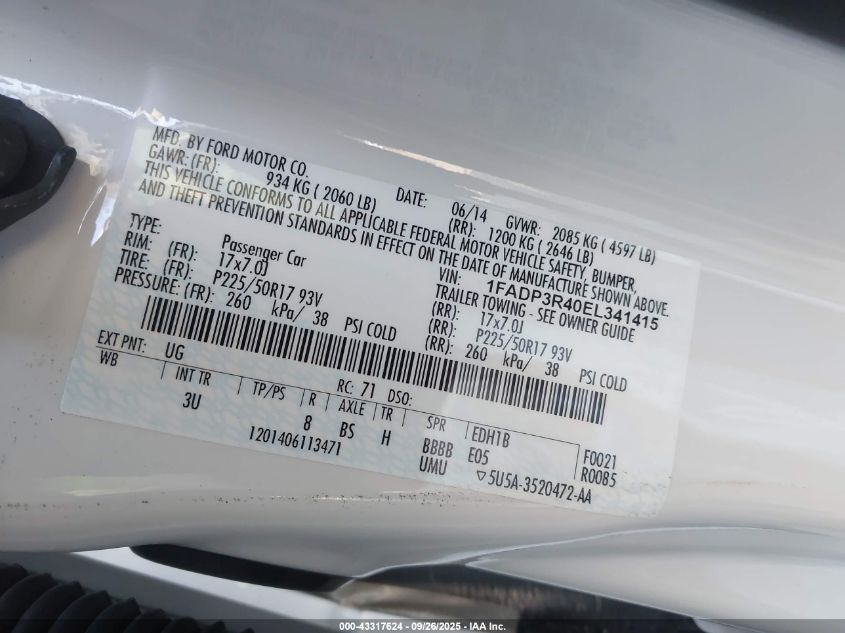 MFD. BY FORD MOTOR CO. DATE: 06/14 GVWR: 2085 KG ( 4597 LB)
GAWR: (FR): 934 KG ( 2060 LB) (RR): 1200 KG ( 2646 LB)
THIS VEHICLE CONFORMS TO ALL APPLICABLE FEDERAL MOTOR VEHICLE SAFETY, BUMPER,
AND THEFT PREVENTION STANDARDS IN EFFECT ON THE DATE OF MANUFACTURE SHOWN ABOVE.
VIN: 1FADP3R40EL341415
TYPE: Passenger Car TRAILER TOWING - SEE OWNER GUIDE
RIM: (FR): 17x7.0J (RR): 17x7.0J
TIRE: (FR): P225/50R17 93V (RR): P225/50R17 93V
PRESSURE: (FR): 260 kPa/ 38 PSI COLD (RR): 260 kPa/ 38 PSI COLD
EXT PNT: UG RC: 71 DSO:
WB INT TR TP/PS R AXLE TR SPR EDH1B F0021
3U 8 BS H BBBB E05 R0085
1201406113471 UMU ▽5U5A-3520472-AA
000-43317624 | 09/26/2025 - IAA Inc.